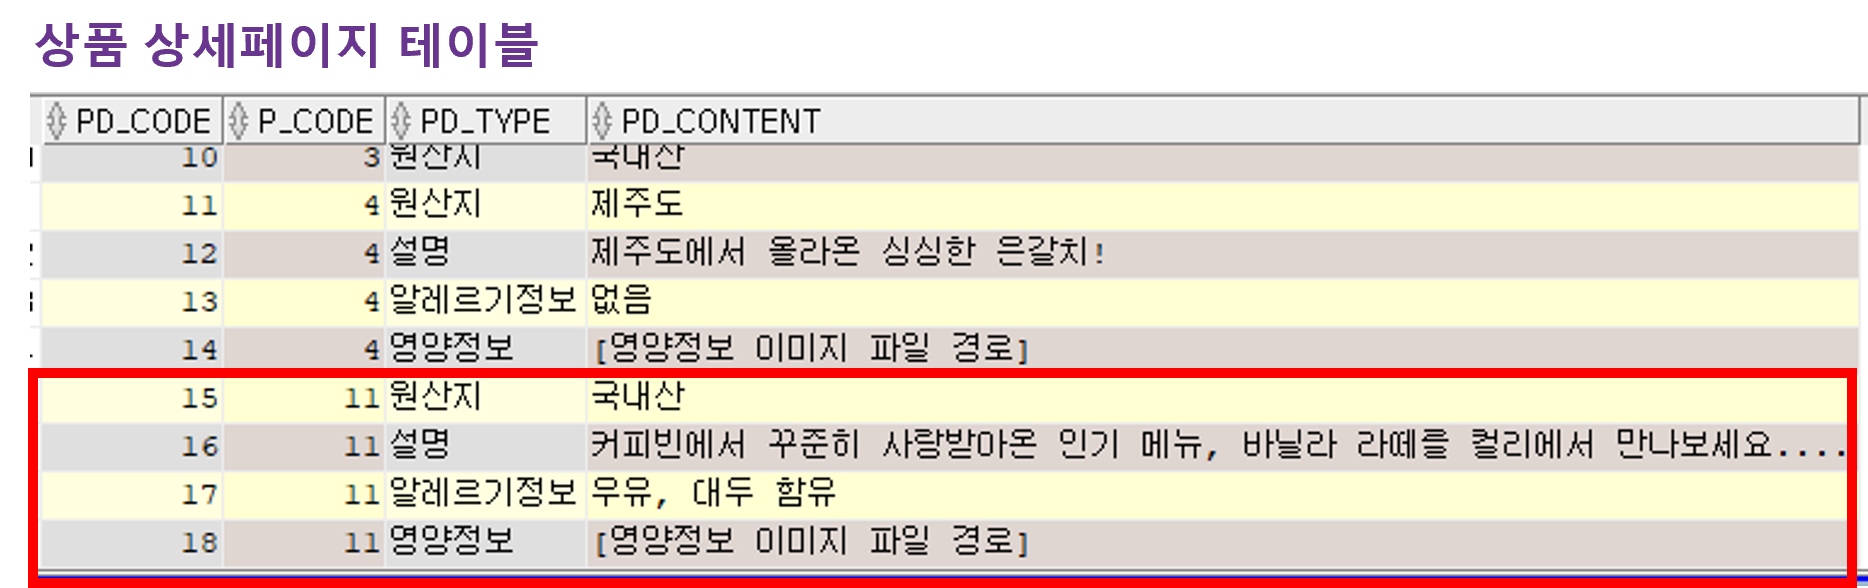 상품 상세페이지 테이블
PD_CODE P_CODE PD_TYPE PD_CONTENT
10 3 원산지 국내산
11 4 원산지 제주도
12 4 설명 제주도에서 올라온 싱싱한 은갈치!
13 4 알레르기정보 없음
14 4 영양정보 [영양정보 이미지 파일 경로]
15 11 원산지 국내산
16 11 설명 커피빈에서 꾸준히 사랑받아온 인기 메뉴, 바닐라 라떼를 컬리에서 만나보세요....
17 11 알레르기정보 우유, 대두 함유
18 11 영양정보 [영양정보 이미지 파일 경로]